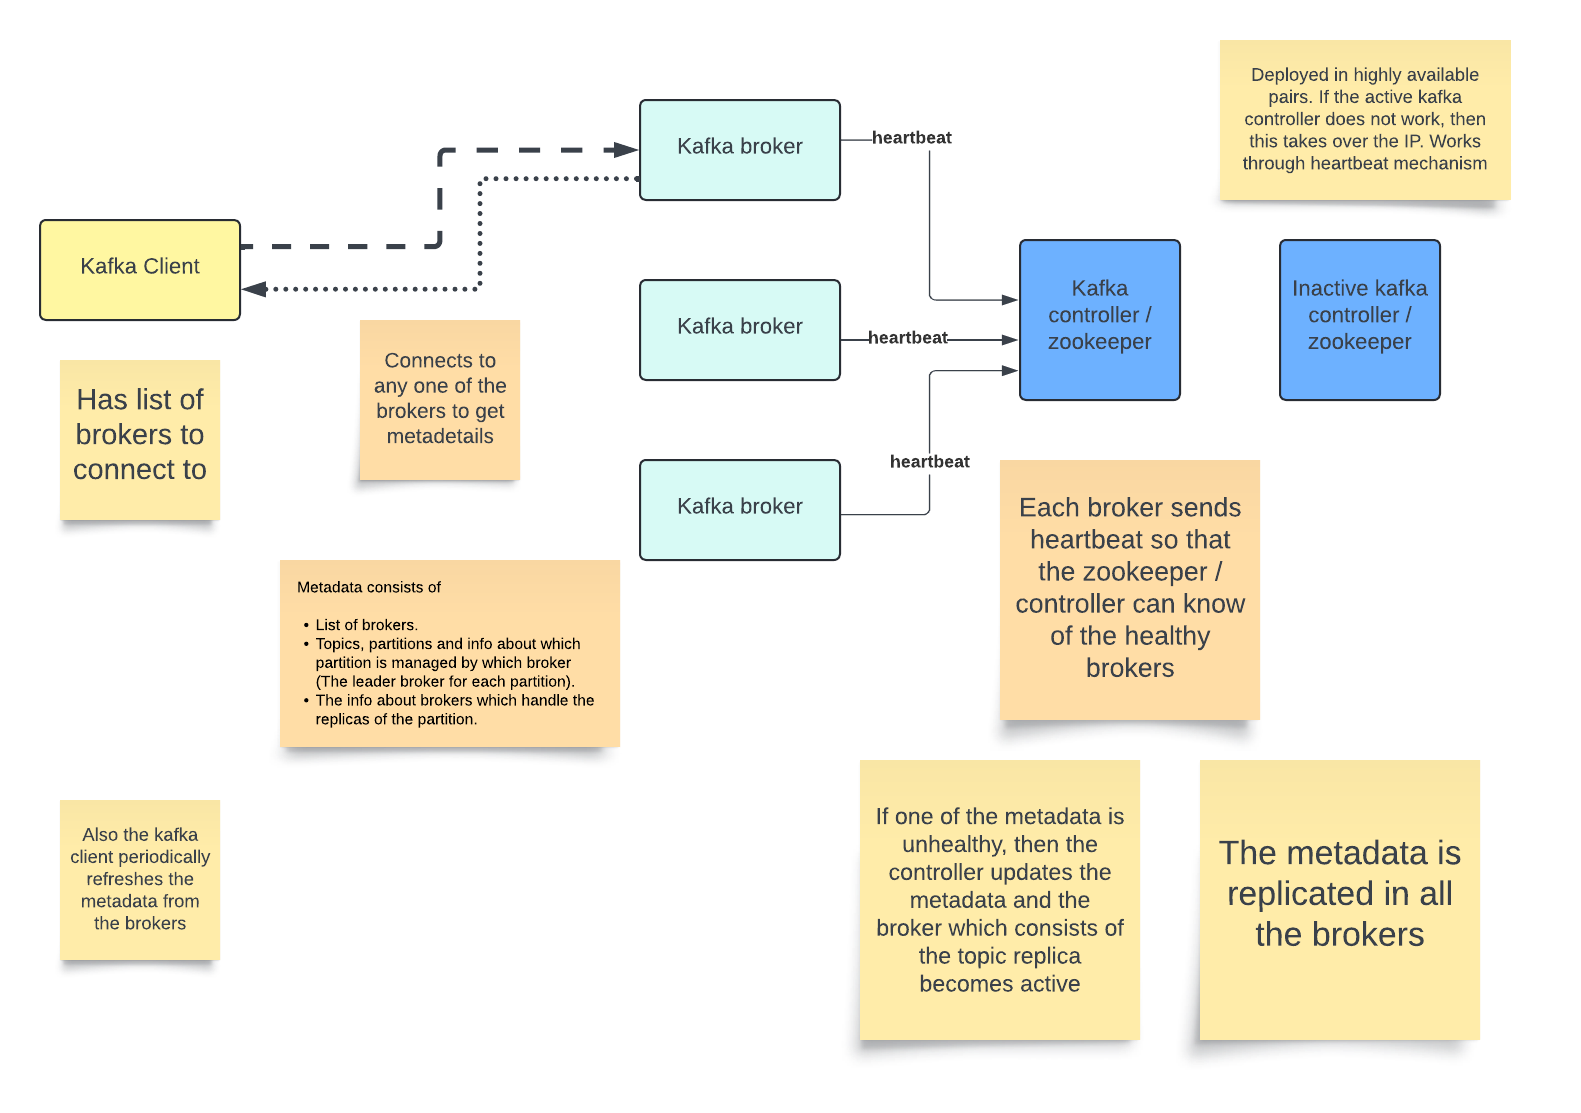 Deployed in highly available
pairs. If the active kafka
controller does not work, then
this takes over the IP. Works
through heartbeat mechanism
Kafka broker
heartbeat
Kafka Client
Kafka broker
heartbeat
Kafka
controller /
zookeeper
Inactive kafka
controller /
zookeeper
Has list of
brokers to
connect to
Connects to
any one of the
brokers to get
metadetails
Kafka broker
heartbeat
Each broker sends
heartbeat so that
the zookeeper /
controller can know
of the healthy
brokers
Metadata consists of
• List of brokers.
• Topics, partitions and info about which
partition is managed by which broker
(The leader broker for each partition).
• The info about brokers which handle the
replicas of the partition.
Also the kafka
client periodically
refreshes the
metadata from
the brokers
If one of the metadata is
unhealthy, then the
controller updates the
metadata and the
broker which consists of
the topic replica
becomes active
The metadata is
replicated in all
the brokers